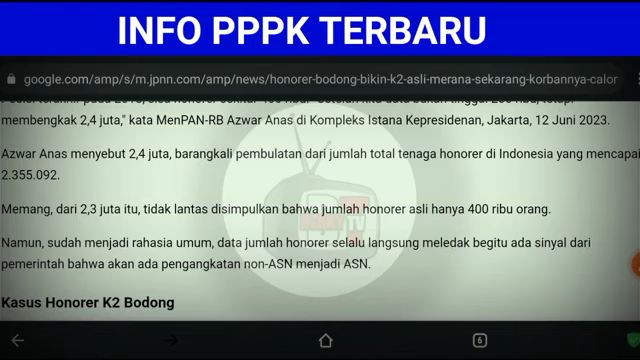 INFO PPPK TERBARU
google.com/amp/s/m.jpnn.com/amp/news/honorer-bodong-bikin-k2-asli-merana-sekarang-korbannya-calor
membengkak 2,4 juta," kata MenPAN-RB Azwar Anas di Kompleks Istana Kepresidenan, Jakarta, 12 Juni 2023.
Azwar Anas menyebut 2,4 juta, barangkali pembulatan dari jumlah total tenaga honorer di Indonesia yang mencapai
2.355.092.
Memang, dari 2,3 juta itu, tidak lantas disimpulkan bahwa jumlah honorer asli hanya 400 ribu orang.
Namun, sudah menjadi rahasia umum, data jumlah honorer selalu langsung meledak begitu ada sinyal dari
pemerintah bahwa akan ada pengangkatan non-ASN menjadi ASN.
Kasus Honorer K2 Bodong
6